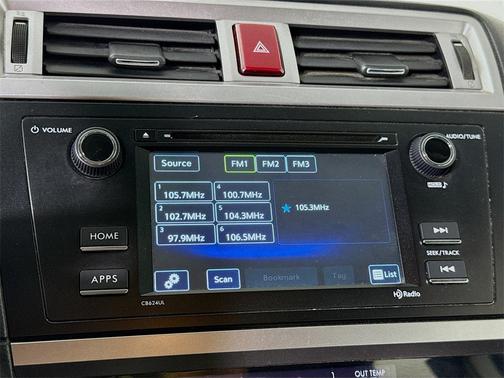 VOLUME
AUDIO/TUNE
Source
FM1 FM2 FM3
HOLD
1 105.7MHz
4 100.7MHz
2 102.7MHz
5 104.3MHz
3 97.9MHz
6 106.5MHz
105.3MHz
HOME
APPS
SEEK/TRACK
Scan
Bookmark
Tag
List
CB624UL
HD Radio
1 OUT TEMP